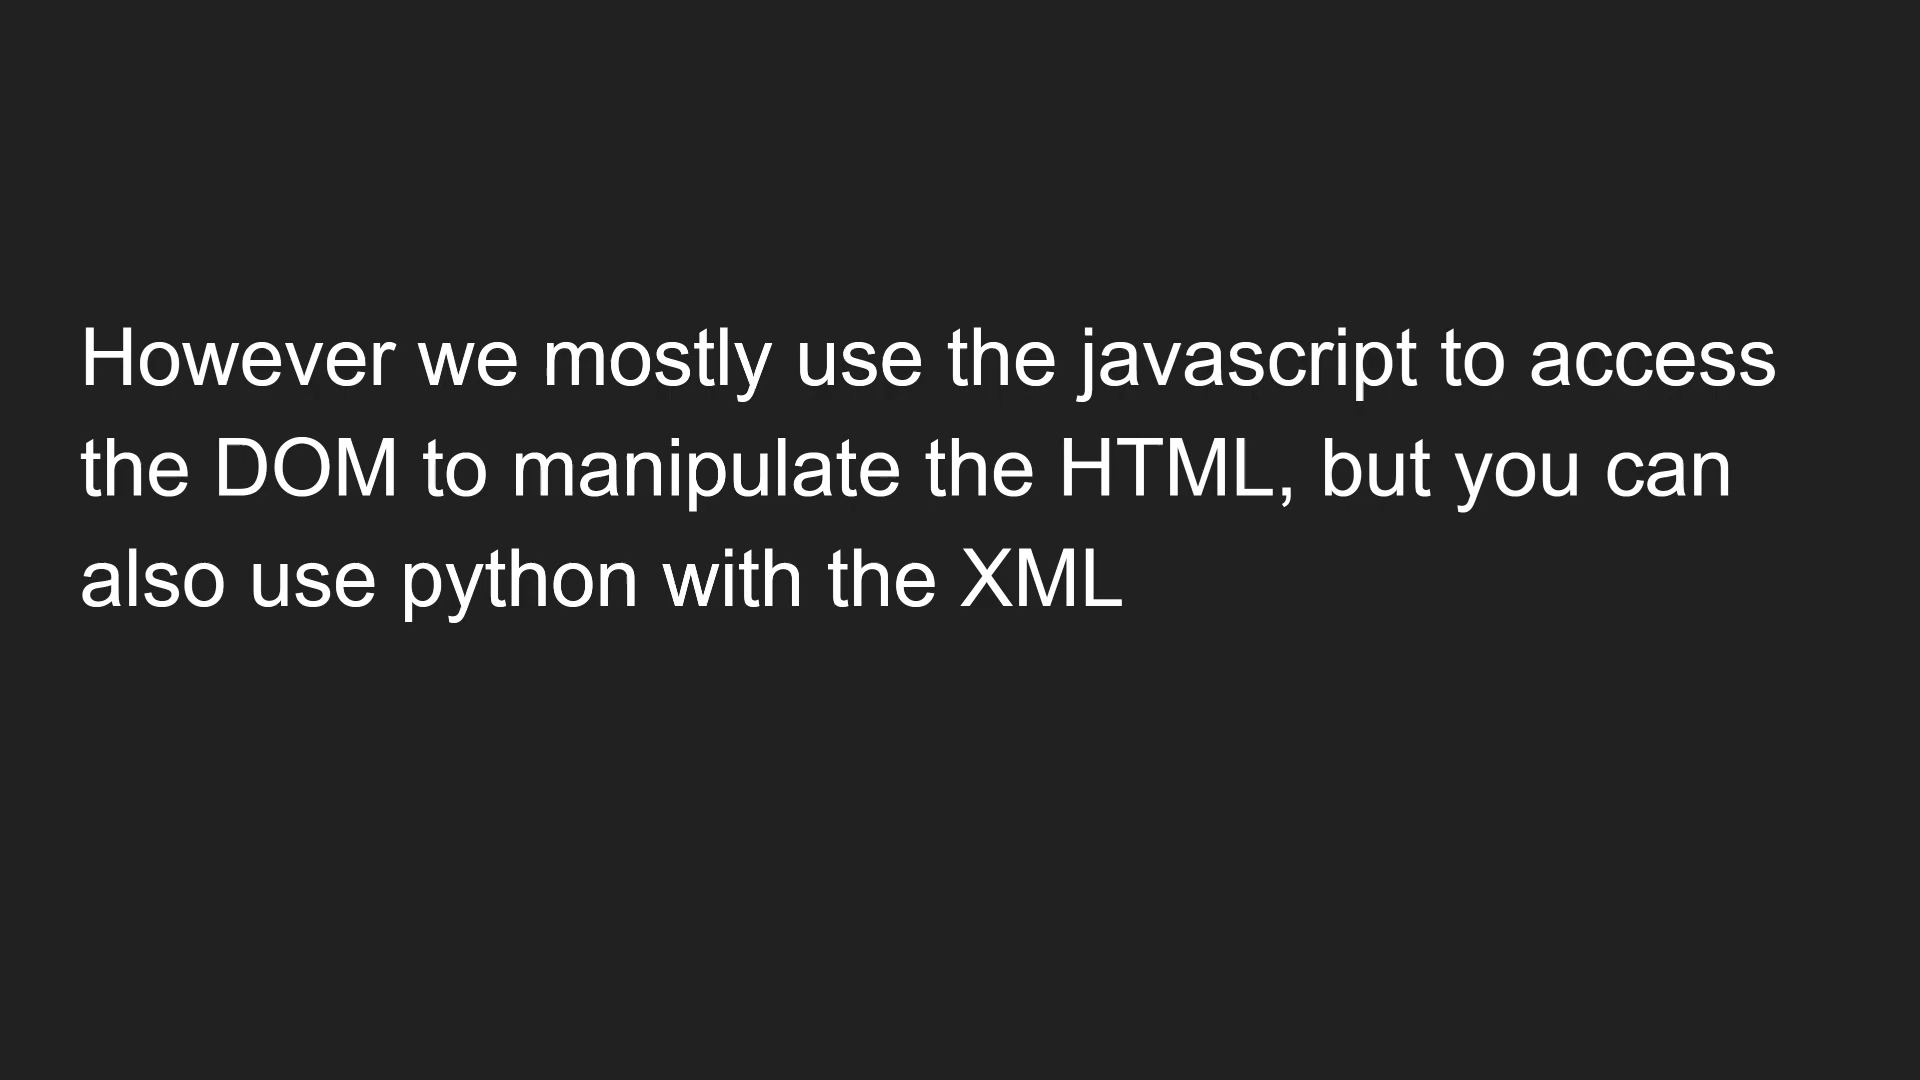 However we mostly use the javascript to access
the DOM to manipulate the HTML, but you can
also use python with the XML